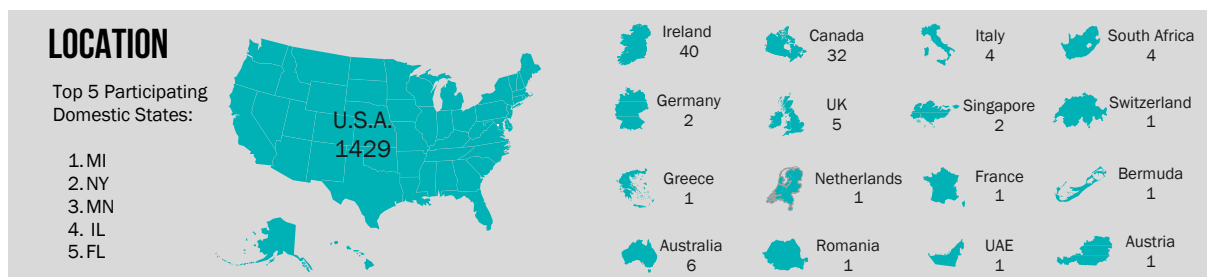 LOCATION
Top 5 Participating
Domestic States:
1. MI
2. NY
3. MN
4. IL
5. FL
U.S.A.
1429
Ireland
40
Canada
32
Italy
4
South Africa
4
Germany
2
UK
5
Singapore
2
Switzerland
1
Greece
1
Netherlands
1
France
1
Bermuda
1
Australia
6
Romania
1
UAE
1
Austria
1